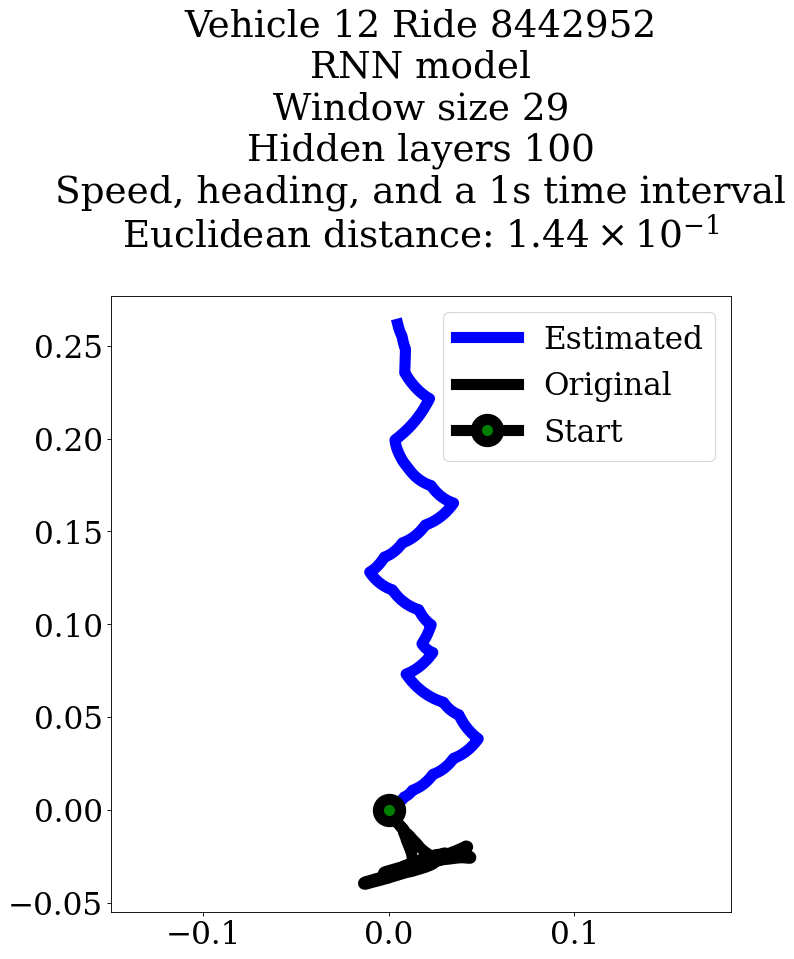 Vehicle 12 Ride 8442952
RNN model
Window size 29
Hidden layers 100
Speed, heading, and a 1s time interval
Euclidean distance: 1.44 × 10⁻¹
Estimated
Original
Start
0.25
0.20
0.15
0.10
0.05
0.00
−0.05
−0.1
0.0
0.1